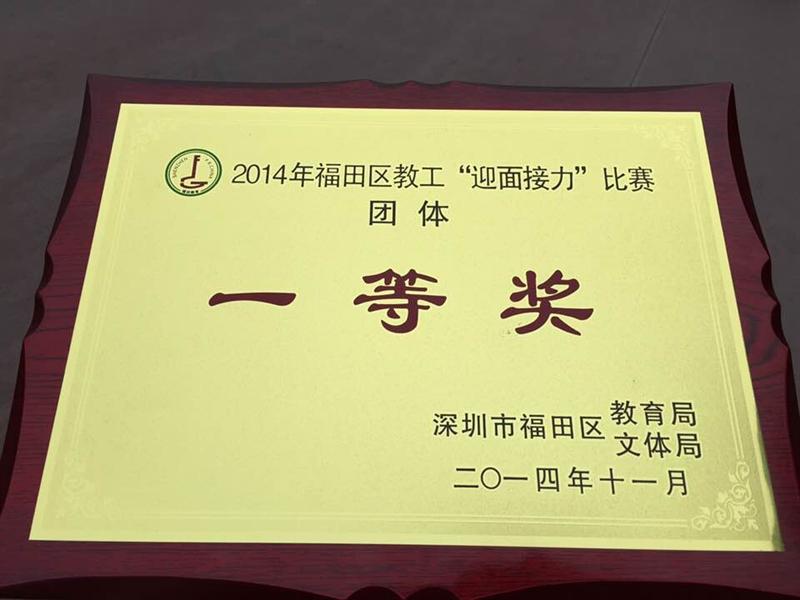 2014年福田区教工“迎面接力”比赛
团体
一等奖
深圳市福田区教育局
文体局
二〇一四年十一月